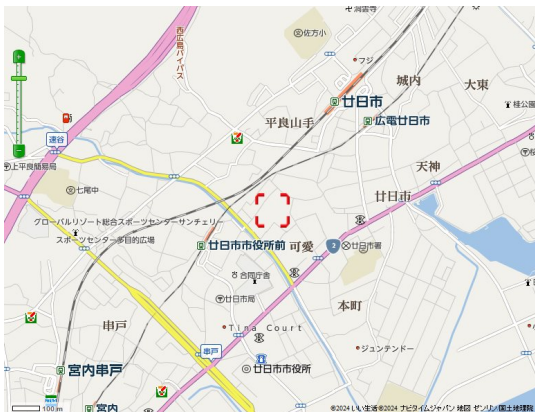 洞雲寺
佐方小
フジ
城内
大東
桂公園
西広島バイパス
廿日市
広電廿日市
平良山手
速谷
上平良簡易局
天神
七尾中
廿日市
グローバルリゾート総合スポーツセンターサンチェリー
スポーツセンター多目的広場
廿日市市役所前
可愛
2
廿日市署
合同庁舎
廿日市局
本町
串戸
Tina Court
串戸
ジュンテンドー
宮内串戸
廿日市市役所
宮内
100 m
©2024 いい生活©2024 ナビタイムジャパン 地図 ゼンリン 国土地理院